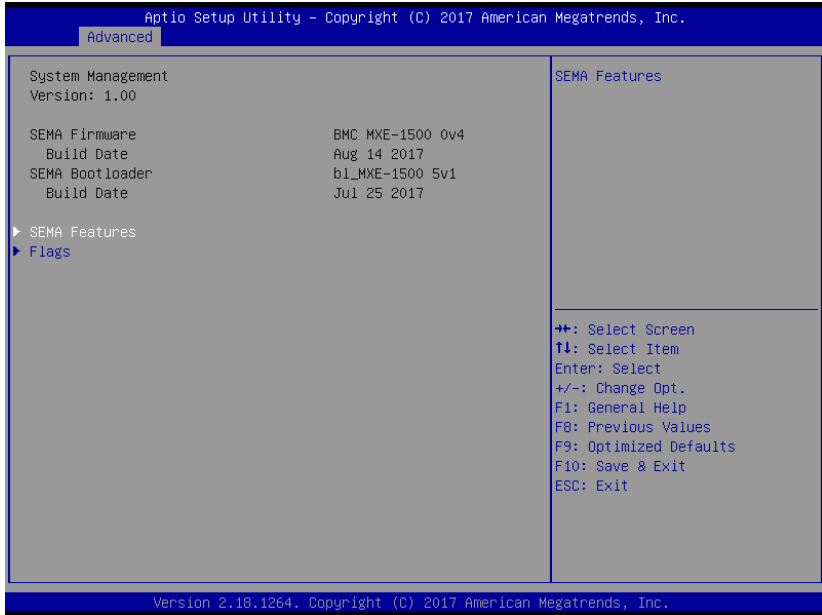 Aptio Setup Utility – Copyright (C) 2017 American Megatrends, Inc.
Advanced
System Management
Version: 1.00
SEMA Firmware BMC MXE-1500 0v4
Build Date Aug 14 2017
SEMA Bootloader bl_MXE-1500 5v1
Build Date Jul 25 2017
► SEMA Features
► Flags
SEMA Features
→←: Select Screen
↑↓: Select Item
Enter: Select
+/-: Change Opt.
F1: General Help
F8: Previous Values
F9: Optimized Defaults
F10: Save & Exit
ESC: Exit
Version 2.18.1264. Copyright (C) 2017 American Megatrends, Inc.